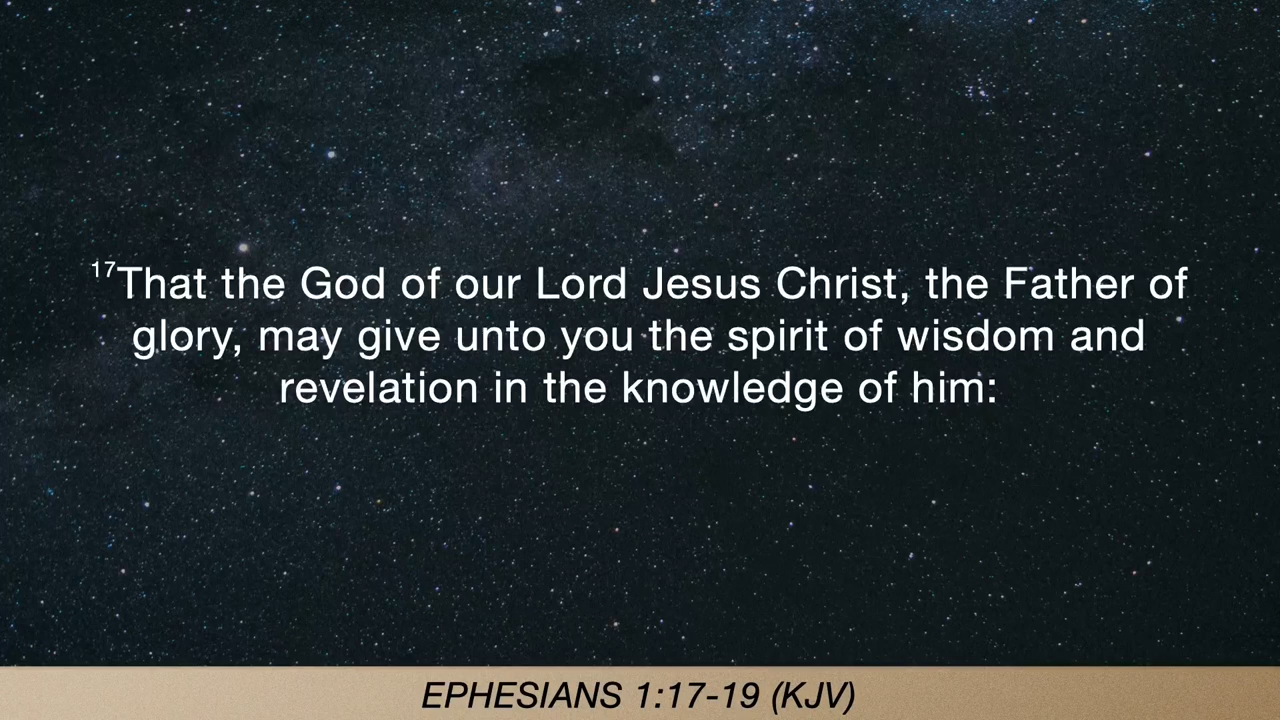 17That the God of our Lord Jesus Christ, the Father of
glory, may give unto you the spirit of wisdom and
revelation in the knowledge of him:
EPHESIANS 1:17-19 (KJV)